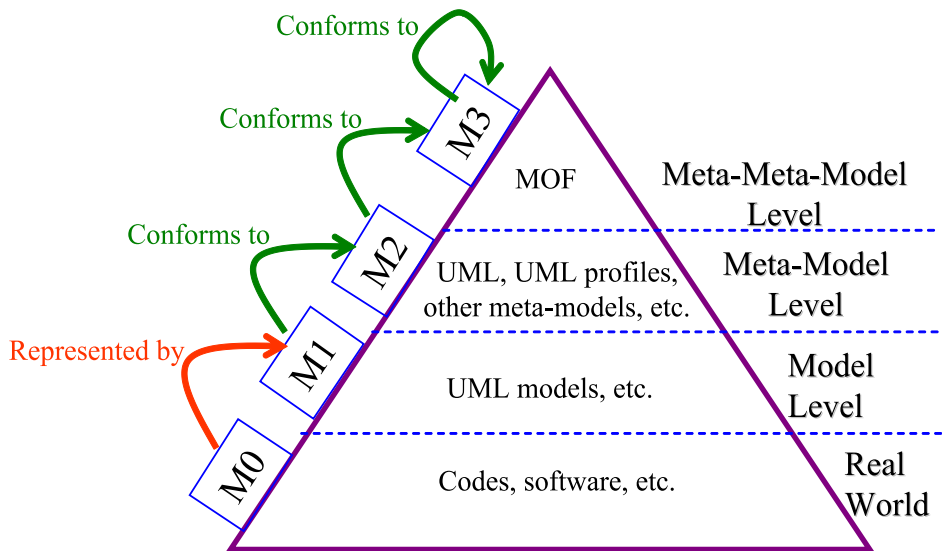 Conforms to
Conforms to
M3
MOF
Meta-Meta-Model
Level
Conforms to
M2
UML, UML profiles,
other meta-models, etc.
Meta-Model
Level
Represented by
M1
UML models, etc.
Model
Level
M0
Codes, software, etc.
Real
World